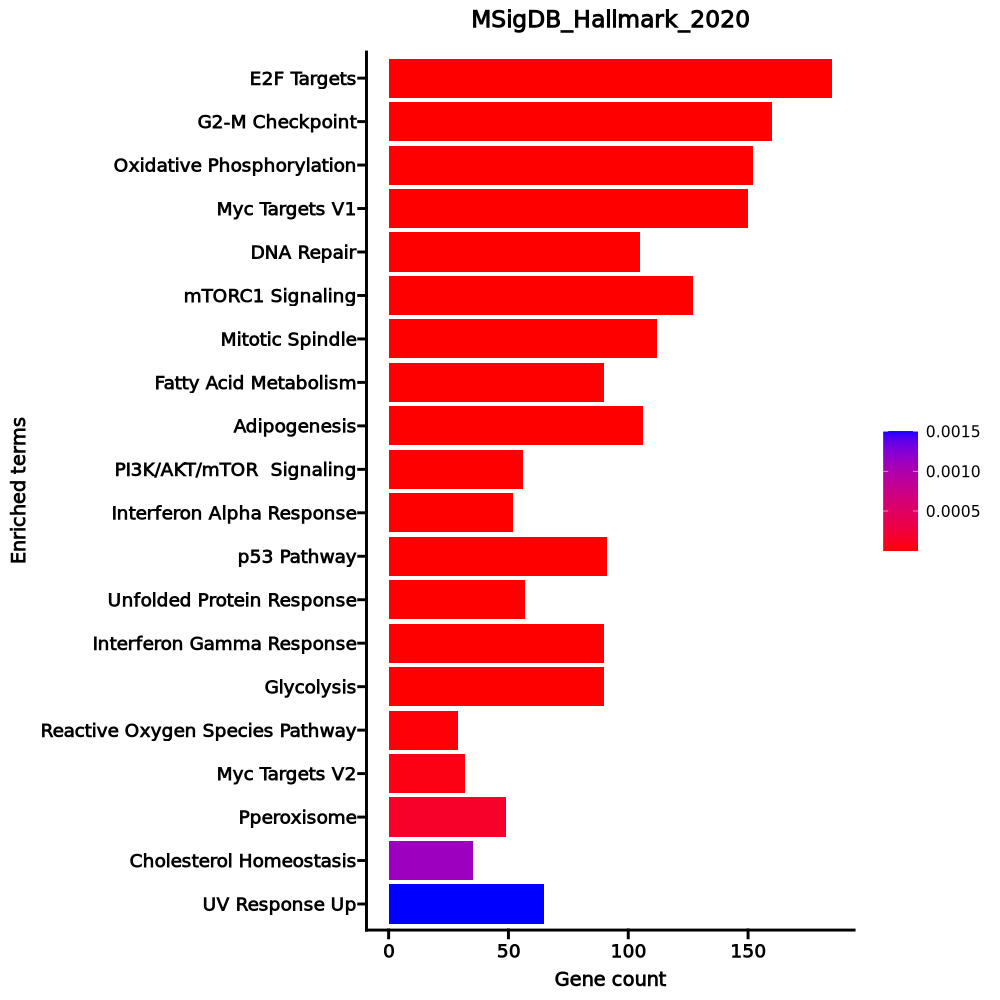 MSigDB_Hallmark_2020
Enriched terms
E2F Targets
G2-M Checkpoint
Oxidative Phosphorylation
Myc Targets V1
DNA Repair
mTORC1 Signaling
Mitotic Spindle
Fatty Acid Metabolism
Adipogenesis
PI3K/AKT/mTOR  Signaling
Interferon Alpha Response
p53 Pathway
Unfolded Protein Response
Interferon Gamma Response
Glycolysis
Reactive Oxygen Species Pathway
Myc Targets V2
Pperoxisome
Cholesterol Homeostasis
UV Response Up
0 50 100 150
Gene count
0.0015
0.0010
0.0005